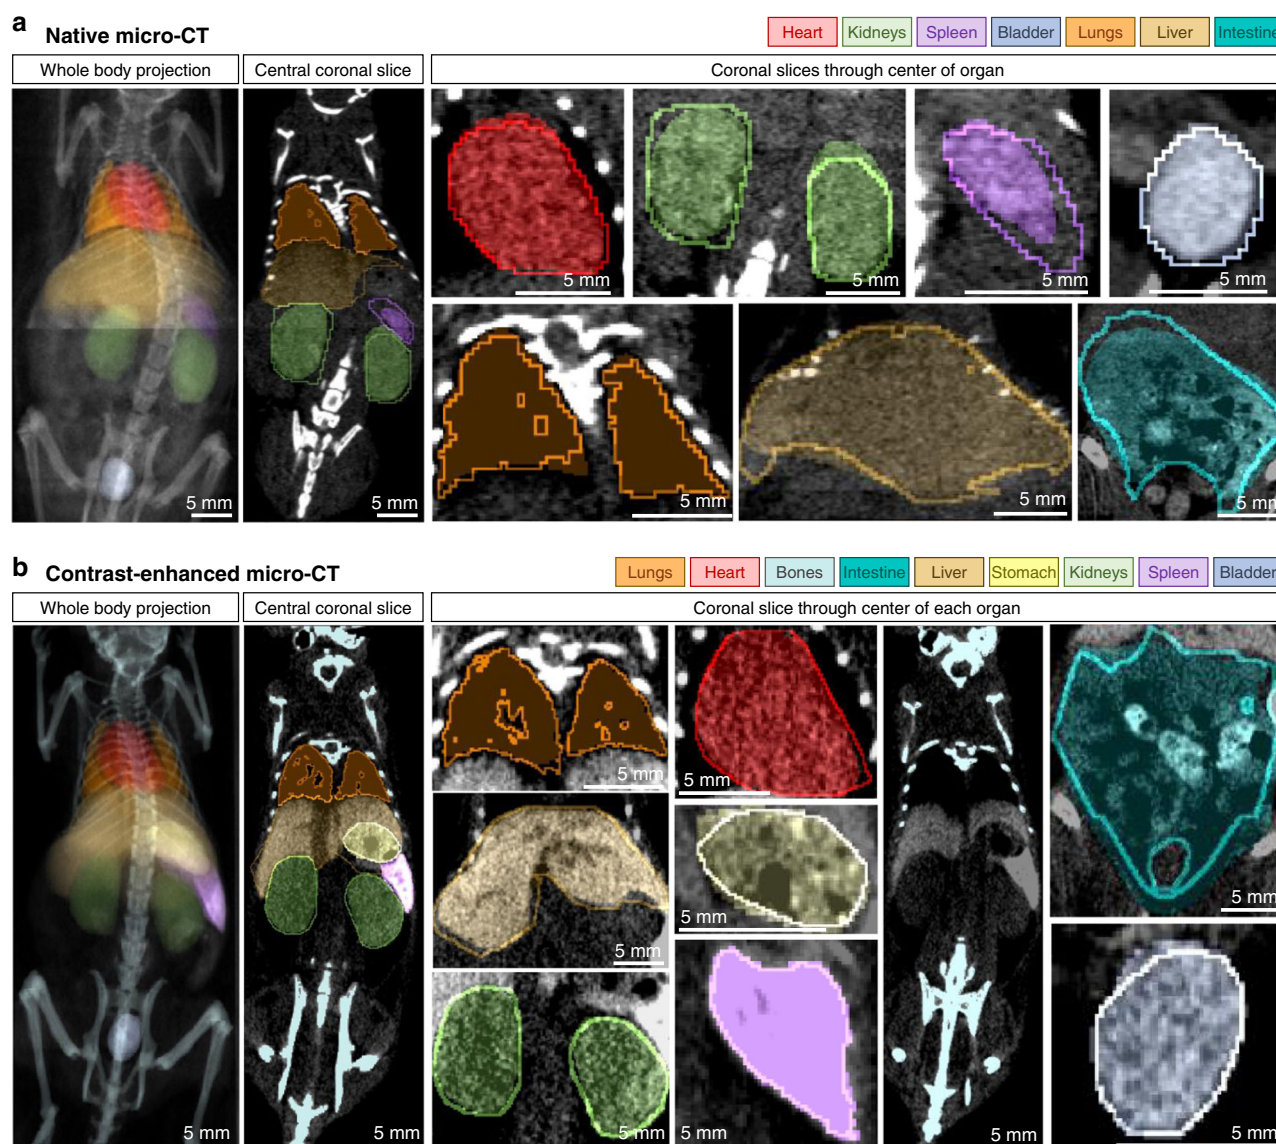 a Native micro-CT
Heart Kidneys Spleen Bladder Lungs Liver Intestine
Whole body projection Central coronal slice Coronal slices through center of organ
5 mm 5 mm 5 mm 5 mm
5 mm 5 mm 5 mm 5 mm 5 mm
b Contrast-enhanced micro-CT
Lungs Heart Bones Intestine Liver Stomach Kidneys Spleen Bladder
Whole body projection Central coronal slice Coronal slice through center of each organ
5 mm 5 mm
5 mm 5 mm
5 mm
5 mm 5 mm 5 mm 5 mm 5 mm 5 mm